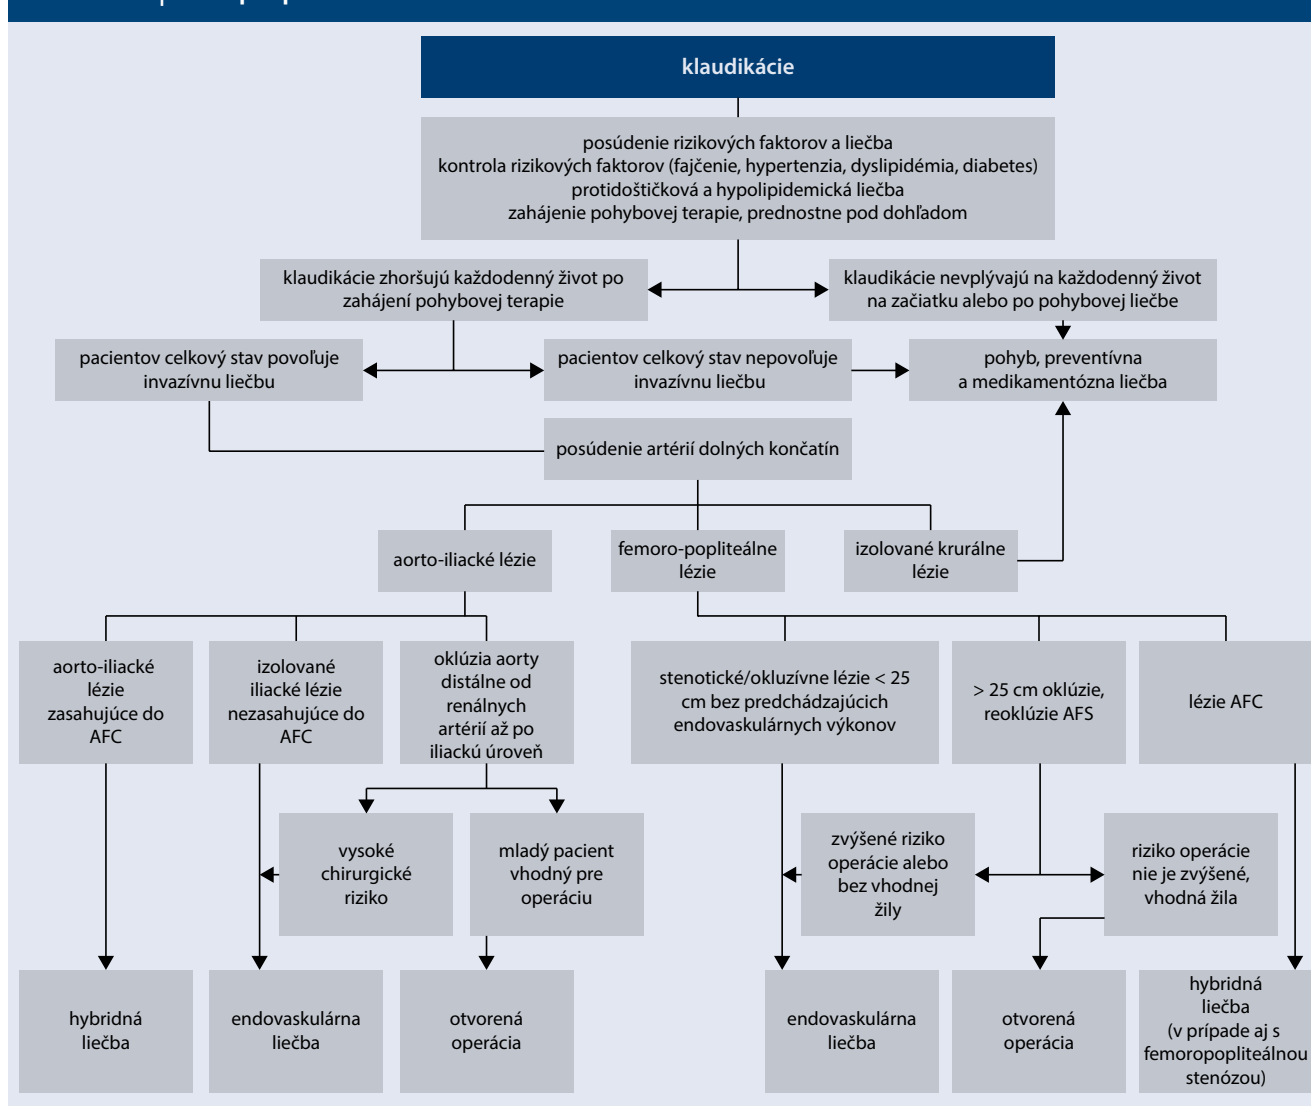 klaudikácie
posúdenie rizikových faktorov a liečba
kontrola rizikových faktorov (fajčenie, hypertenzia, dyslipidémia, diabetes)
protidoštičková a hypolipidemická liečba
zahájenie pohybovej terapie, prednostne pod dohľadom
klaudikácie zhoršujú každodenný život po
zahájení pohybovej terapie
klaudikácie nevplývajú na každodenný život
na začiatku alebo po pohybovej liečbe
pacientov celkový stav povoľuje
invazívnu liečbu
pacientov celkový stav nepovoľuje
invazívnu liečbu
pohyb, preventívna
a medikamentózna liečba
posúdenie artérií dolných končatín
aorto-iliacké lézie
femoro-popliteálne
lézie
izolované krurálne
lézie
aorto-iliacké
lézie
zasahujúce do
AFC
izolované
iliacké lézie
nezasahujúce do
AFC
oklúzia aorty
distálne od
renálnych
artérií až po
iliackú úroveň
stenotické/okluzívne lézie < 25
cm bez predchádzajúcich
endovaskulárnych výkonov
> 25 cm oklúzie,
reoklúzie AFS
lézie AFC
vysoké
chirurgické
riziko
mladý pacient
vhodný pre
operáciu
zvýšené riziko
operácie alebo
bez vhodnej
žily
riziko operácie
nie je zvýšené,
vhodná žila
hybridná
liečba
endovaskulárna
liečba
otvorená
operácia
endovaskulárna
liečba
otvorená
operácia
hybridná
liečba
(v prípade aj s
femoropopliteálnou
stenózou)